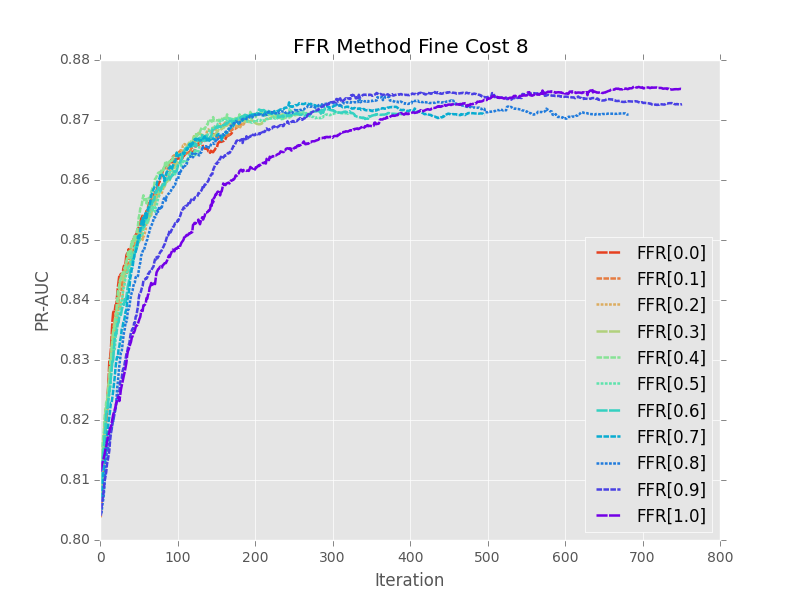 FFR Method Fine Cost 8
0.88
0.87
0.86
0.85
0.84
0.83
0.82
0.81
0.80
PR-AUC
FFR[0.0]
FFR[0.1]
FFR[0.2]
FFR[0.3]
FFR[0.4]
FFR[0.5]
FFR[0.6]
FFR[0.7]
FFR[0.8]
FFR[0.9]
FFR[1.0]
0 100 200 300 400 500 600 700 800
Iteration